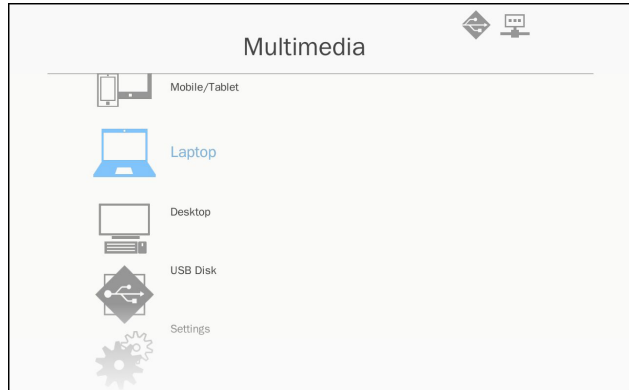 Multimedia
Mobile/Tablet
Laptop
Desktop
USB Disk
Settings